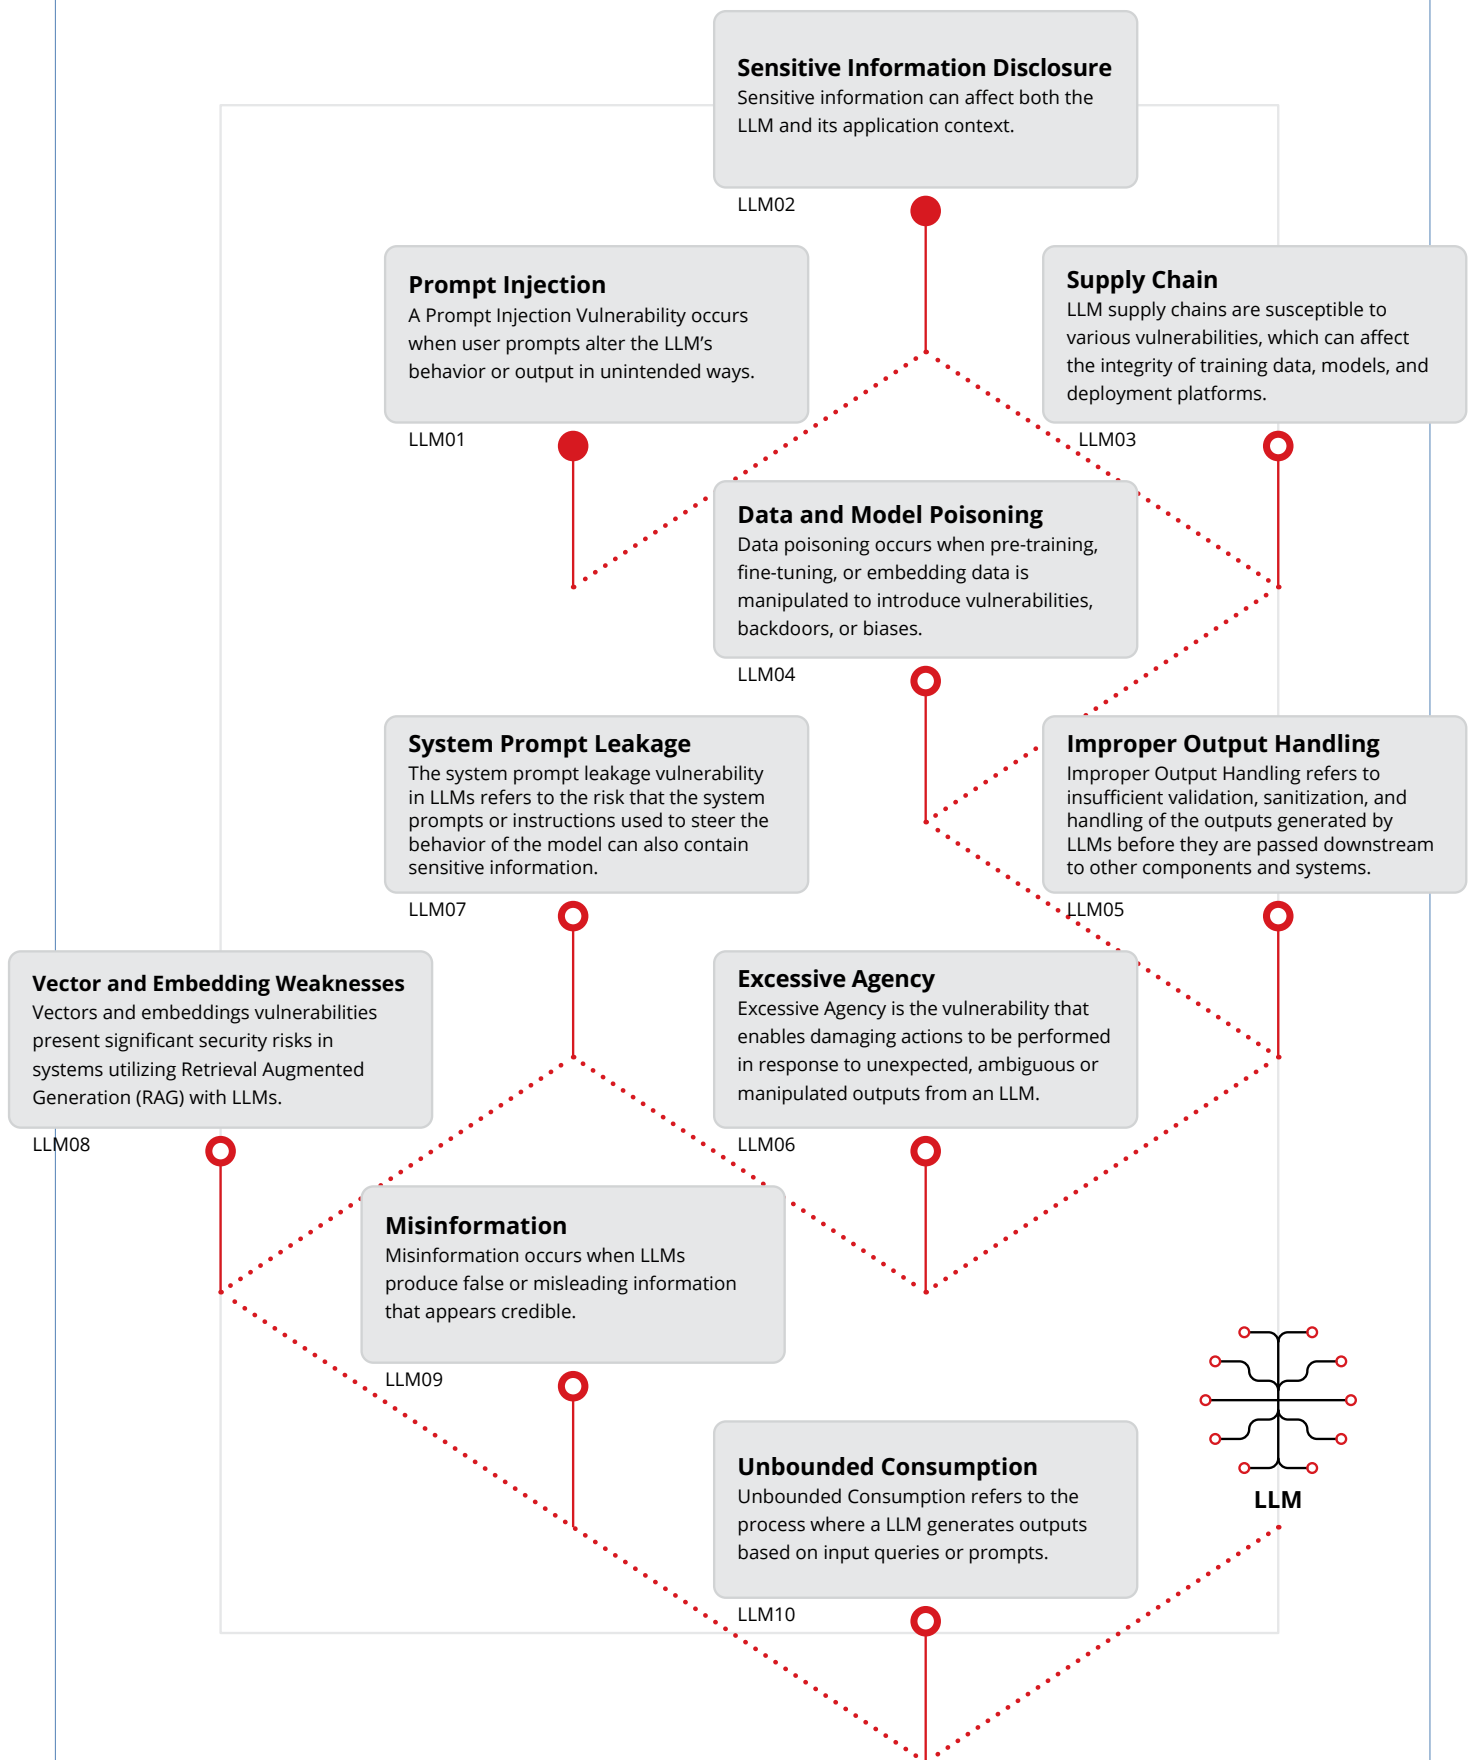 Sensitive Information Disclosure
Sensitive information can affect both the
LLM and its application context.
LLM02
Prompt Injection
A Prompt Injection Vulnerability occurs
when user prompts alter the LLM’s
behavior or output in unintended ways.
LLM01
Supply Chain
LLM supply chains are susceptible to
various vulnerabilities, which can affect
the integrity of training data, models, and
deployment platforms.
LLM03
Data and Model Poisoning
Data poisoning occurs when pre-training,
fine-tuning, or embedding data is
manipulated to introduce vulnerabilities,
backdoors, or biases.
LLM04
System Prompt Leakage
The system prompt leakage vulnerability
in LLMs refers to the risk that the system
prompts or instructions used to steer the
behavior of the model can also contain
sensitive information.
LLM07
Improper Output Handling
Improper Output Handling refers to
insufficient validation, sanitization, and
handling of the outputs generated by
LLMs before they are passed downstream
to other components and systems.
LLM05
Vector and Embedding Weaknesses
Vectors and embeddings vulnerabilities
present significant security risks in
systems utilizing Retrieval Augmented
Generation (RAG) with LLMs.
LLM08
Excessive Agency
Excessive Agency is the vulnerability that
enables damaging actions to be performed
in response to unexpected, ambiguous or
manipulated outputs from an LLM.
LLM06
Misinformation
Misinformation occurs when LLMs
produce false or misleading information
that appears credible.
LLM09
Unbounded Consumption
Unbounded Consumption refers to the
process where a LLM generates outputs
based on input queries or prompts.
LLM10
LLM